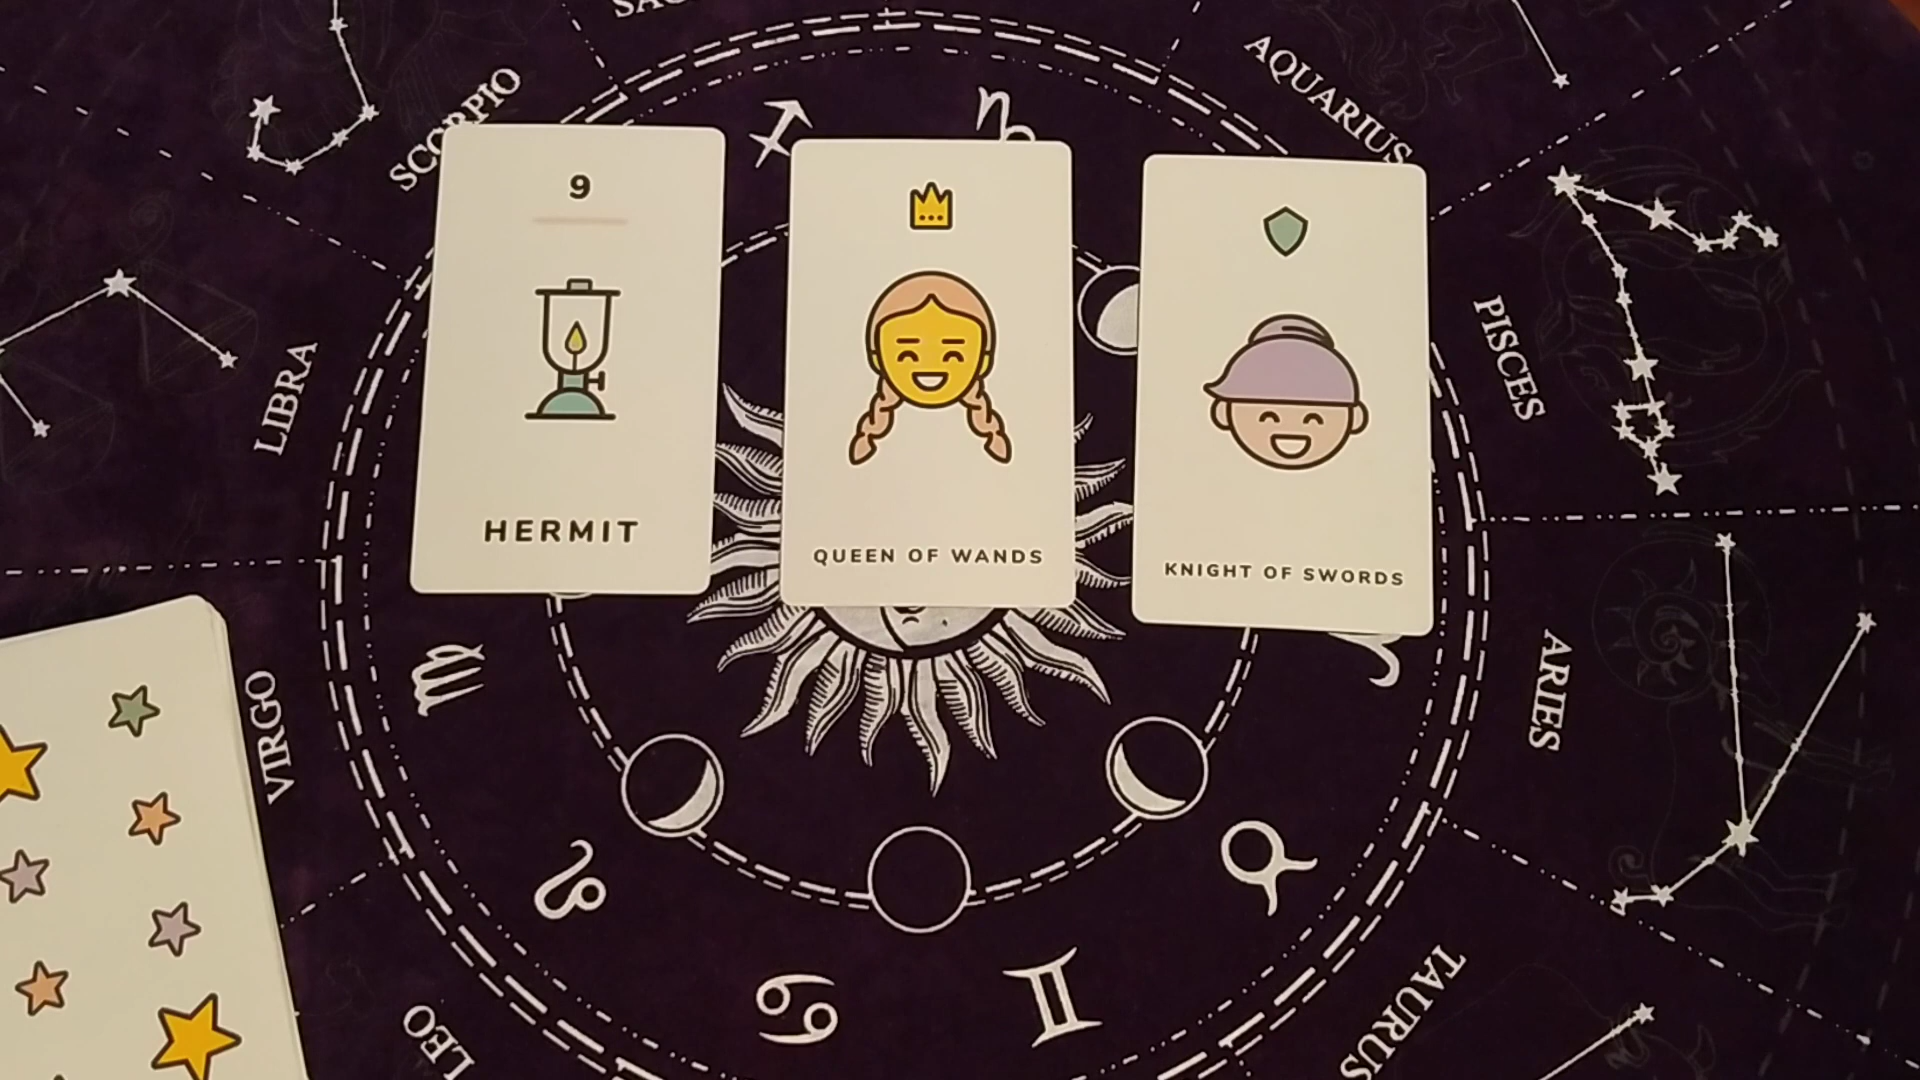 SCORPIO
AQUARIUS
9
HERMIT
QUEEN OF WANDS
KNIGHT OF SWORDS
LIBRA
PISCES
VIRGO
ARIES
LEO
TAURUS